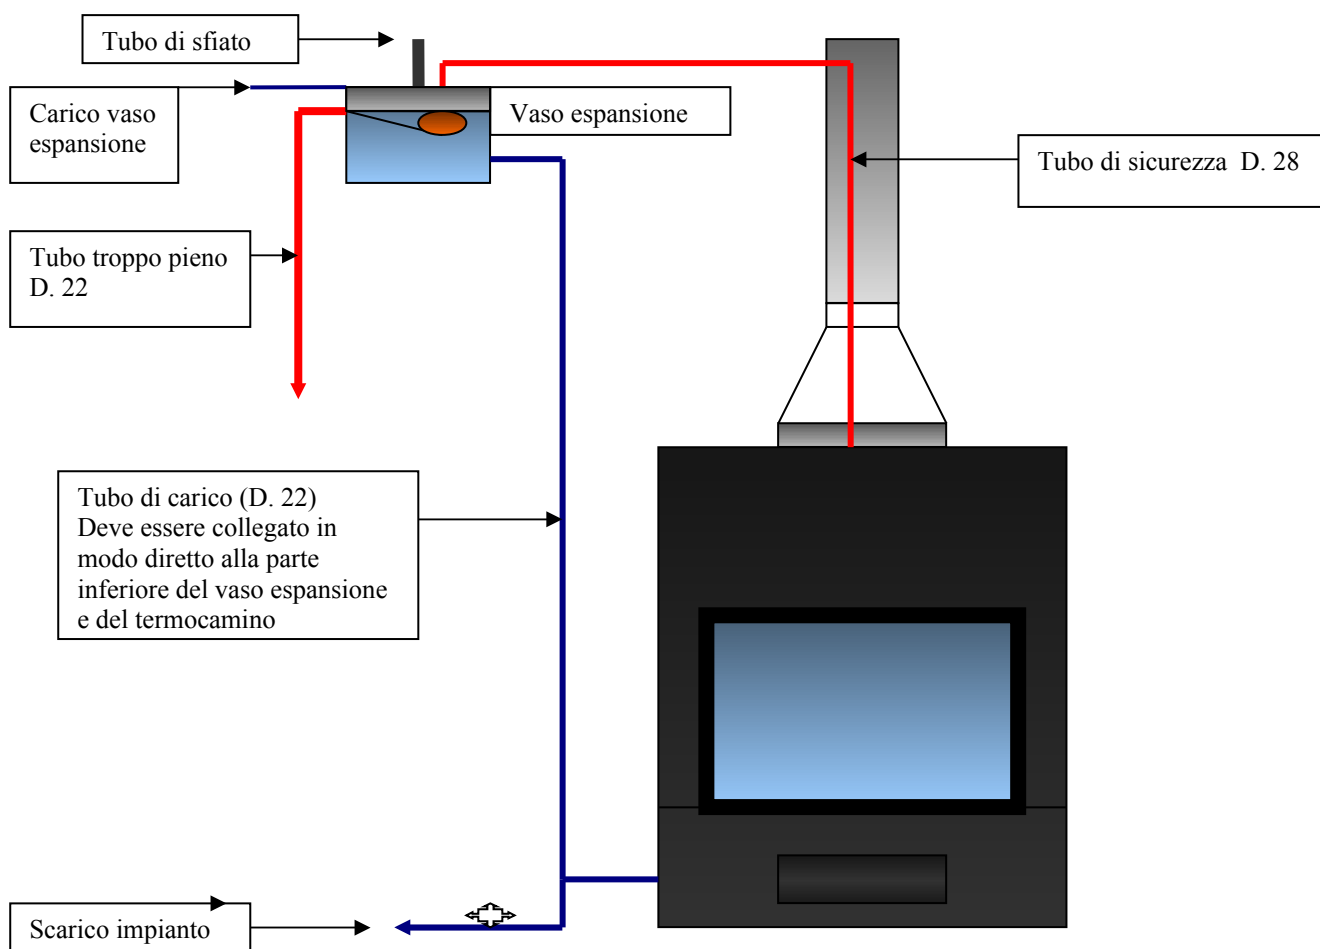 Tubo di sfiato
Carico vaso
espansione
Vaso espansione
Tubo di sicurezza  D. 28
Tubo troppo pieno
D. 22
Tubo di carico (D. 22)
Deve essere collegato in
modo diretto alla parte
inferiore del vaso espansione
e del termocamino
Scarico impianto